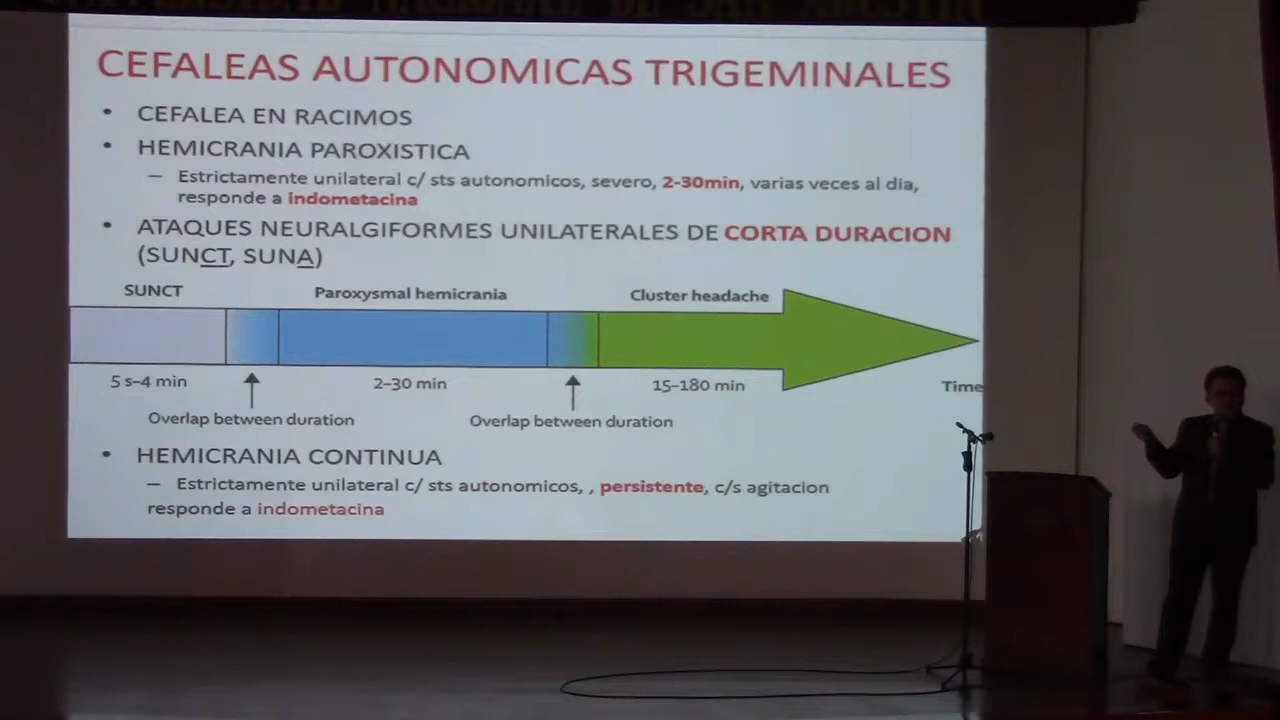 DE SAN AGUSTIN
CEFALEAS AUTONOMICAS TRIGEMINALES
• CEFALEA EN RACIMOS
• HEMICRANIA PAROXISTICA
– Estrictamente unilateral c/ sts autonomicos, severo, 2-30min, varias veces al día,
responde a indometacina
• ATAQUES NEURALGIFORMES UNILATERALES DE CORTA DURACION
(SUNCT, SUNA)
SUNCT Paroxysmal hemicrania Cluster headache
5 s–4 min 2–30 min 15–180 min Time
Overlap between duration Overlap between duration
• HEMICRANIA CONTINUA
– Estrictamente unilateral c/ sts autonomicos, , persistente, c/s agitacion
responde a indometacina